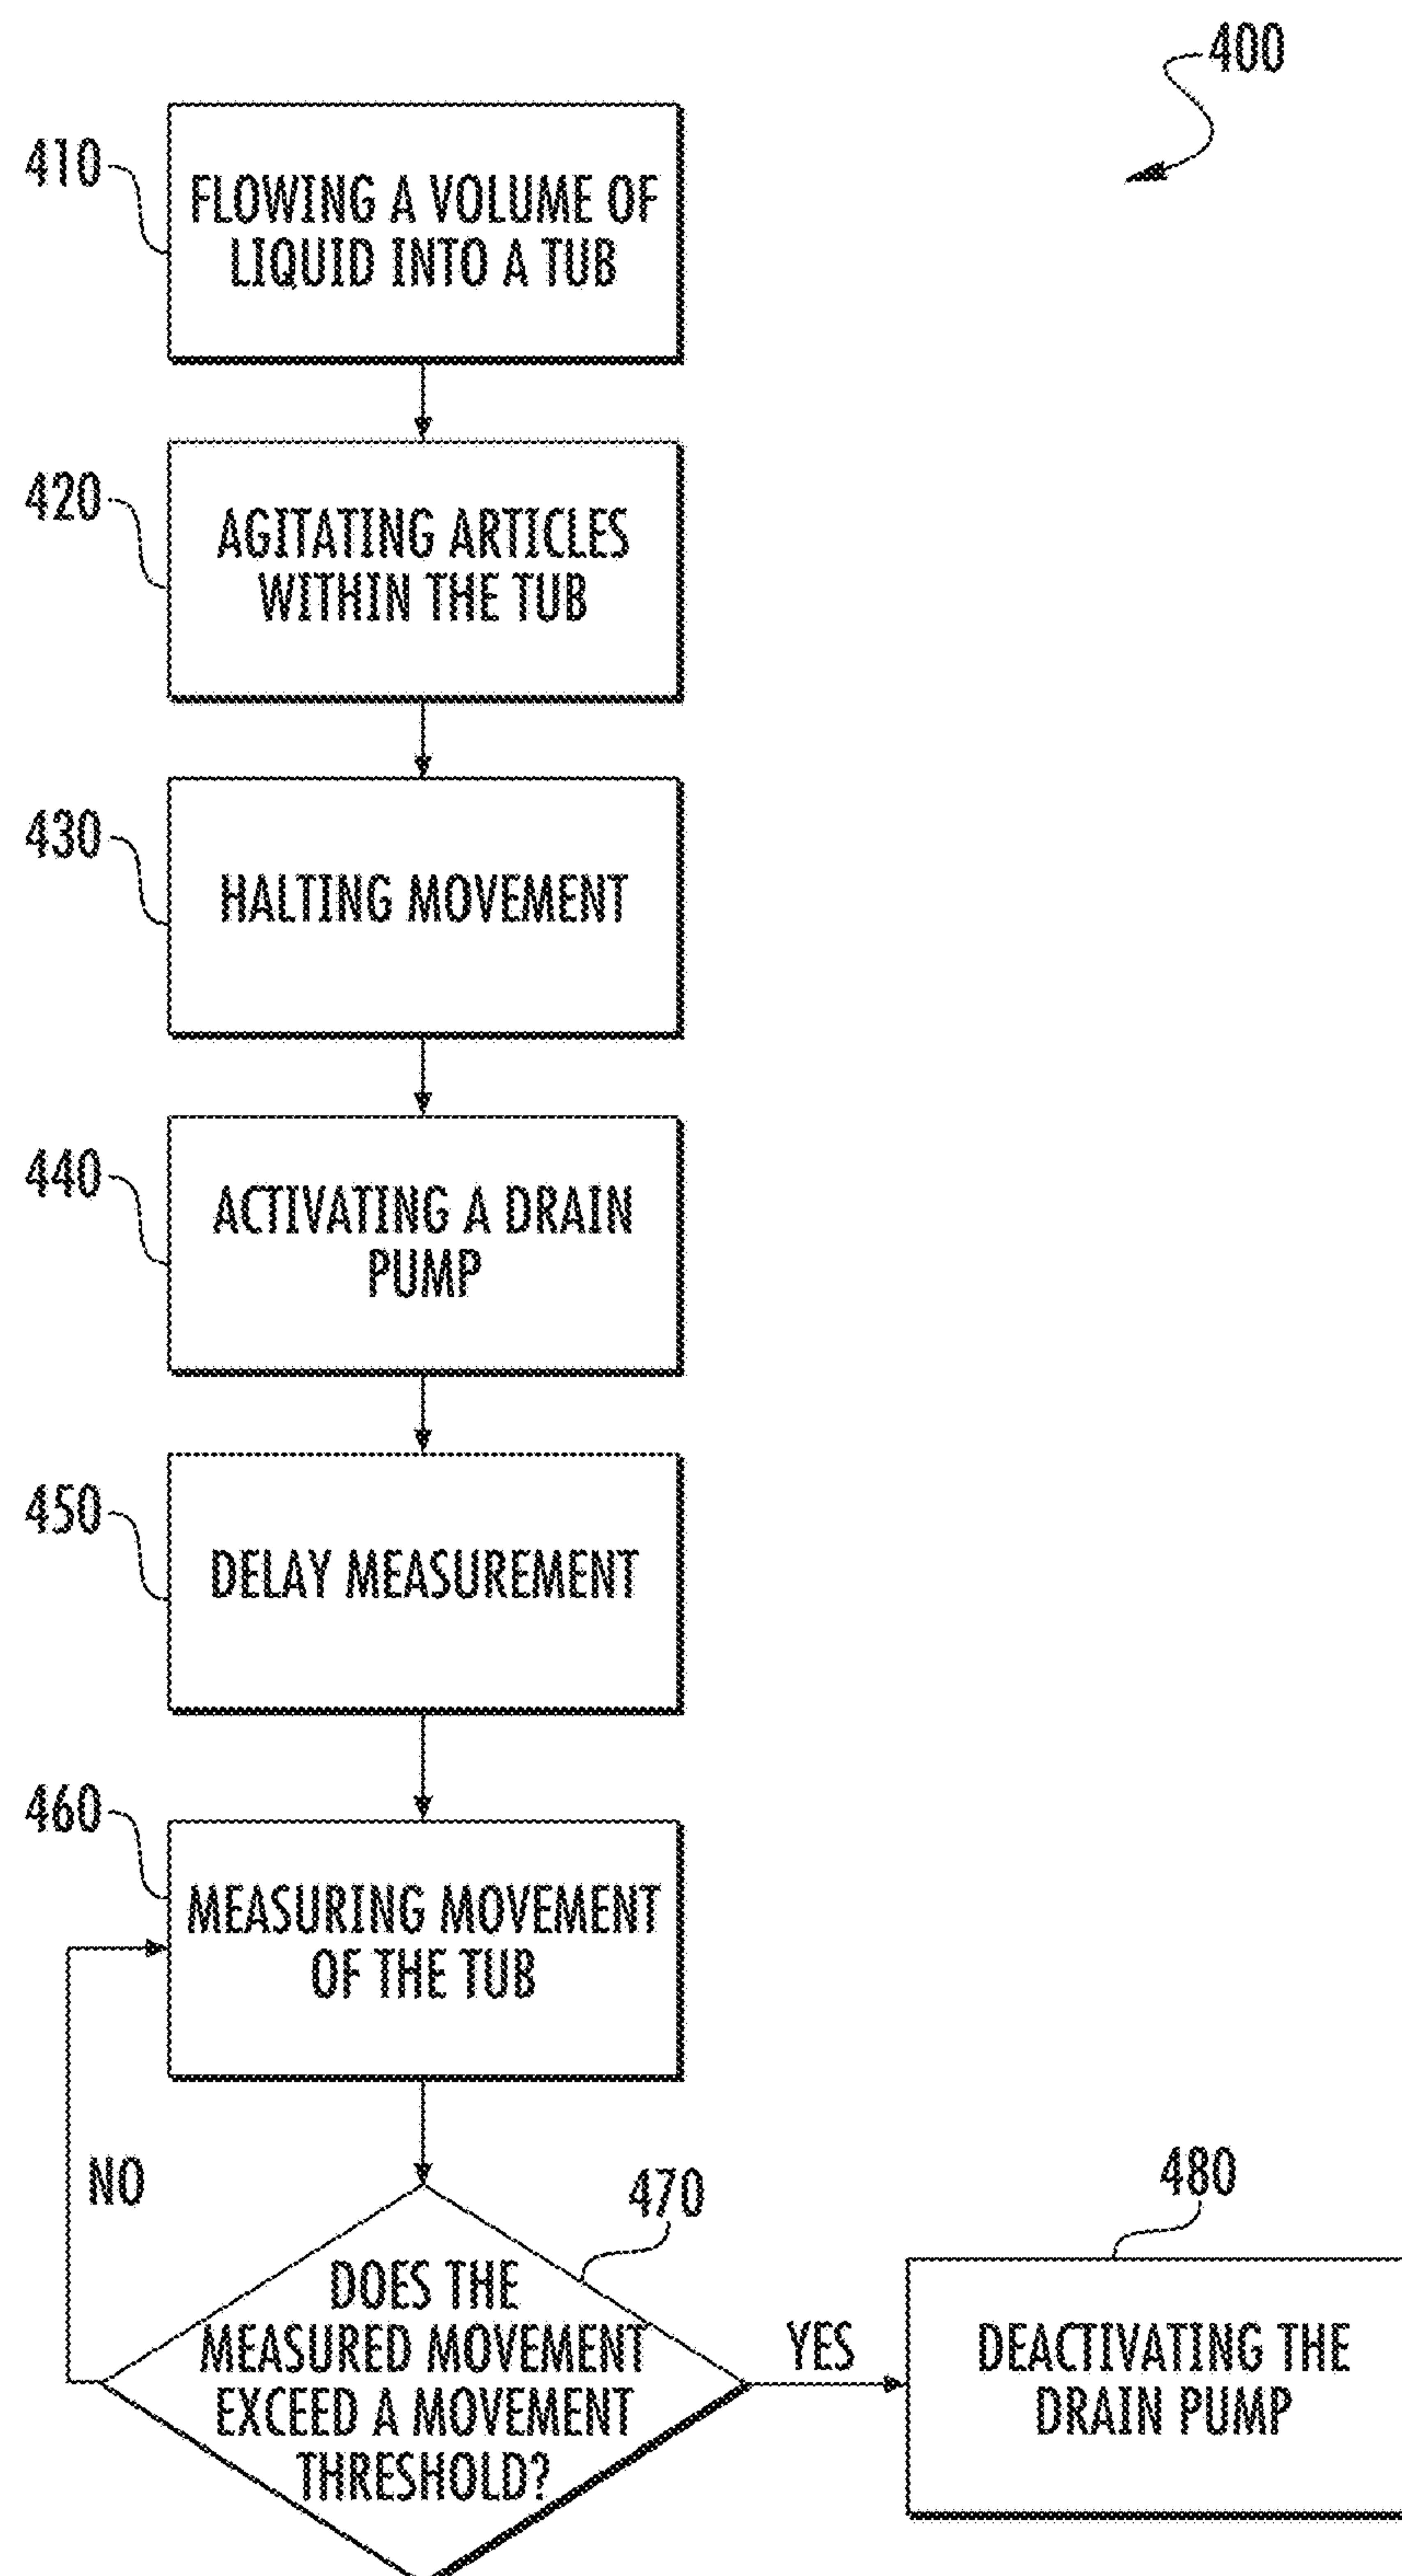 400
410
FLOWING A VOLUME OF
LIQUID INTO A TUB
420
AGITATING ARTICLES
WITHIN THE TUB
430
HALTING MOVEMENT
440
ACTIVATING A DRAIN
PUMP
450
DELAY MEASUREMENT
460
MEASURING MOVEMENT
OF THE TUB
NO
470
DOES THE
MEASURED MOVEMENT
EXCEED A MOVEMENT
THRESHOLD?
YES
480
DEACTIVATING THE
DRAIN PUMP